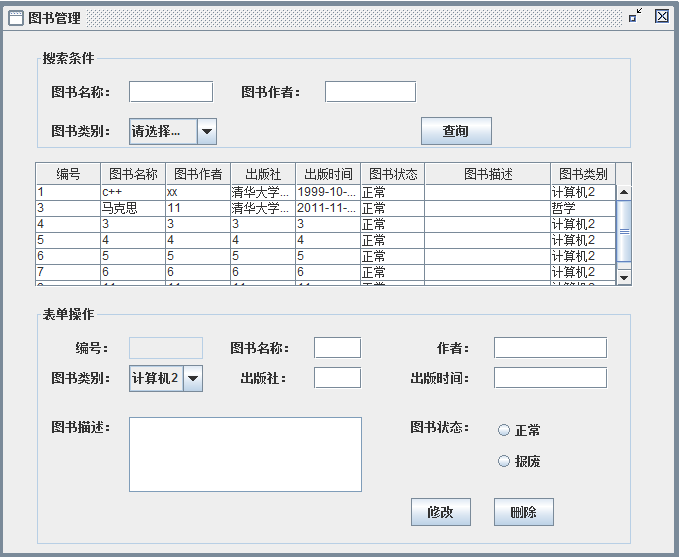 图书管理
搜索条件
图书名称： 图书作者：
图书类别： 请选择... 查询
编号 图书名称 图书作者 出版社 出版时间 图书状态 图书描述 图书类别
1 c++ xx 清华大学... 1999-10-... 正常 计算机2
3 马克思 11 清华大学... 2011-11-... 正常 哲学
4 3 3 3 3 正常 计算机2
5 4 4 4 4 正常 计算机2
6 5 5 5 5 正常 计算机2
7 6 6 6 6 正常 计算机2
表单操作
编号： 图书名称： 作者：
图书类别： 计算机2 出版社： 出版时间：
图书描述： 图书状态： 正常
报废
修改 删除